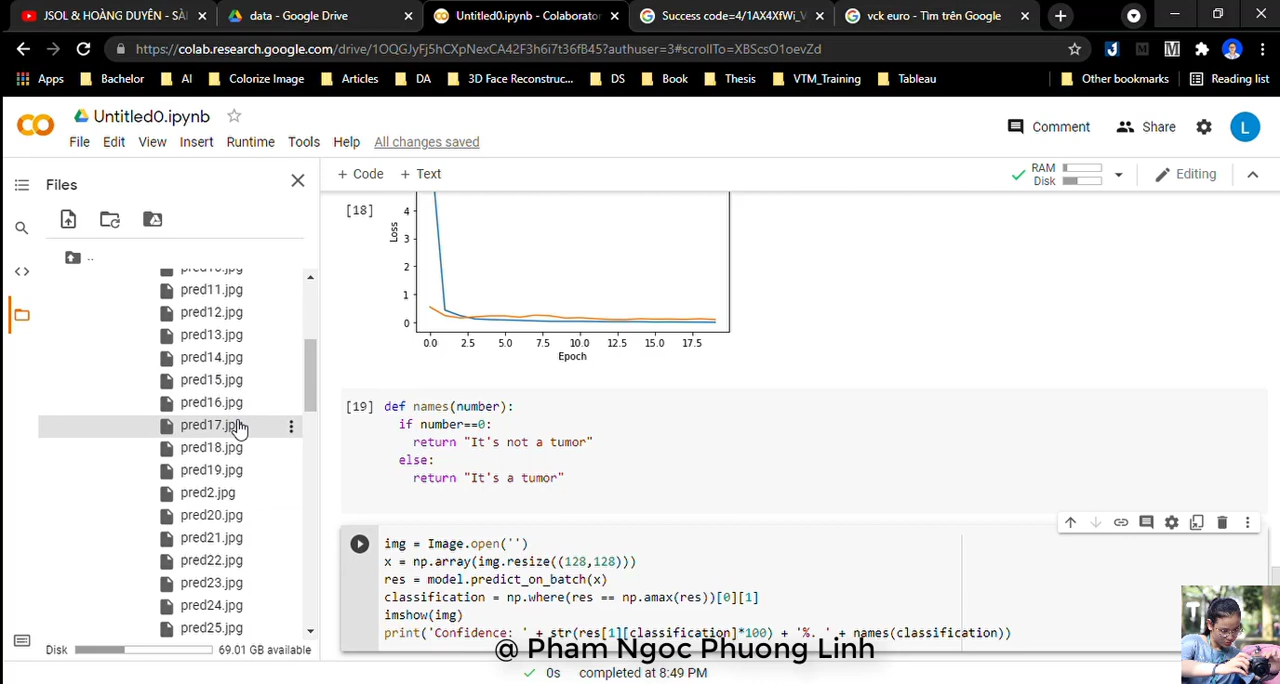 JSOL & HOÀNG DUYÊN - SÀI
data - Google Drive
Untitled0.ipynb - Colaborator
Success code=4/1AX4XfWi_V
vck euro - Tìm trên Google
https://colab.research.google.com/drive/1OQGJyFj5hCXpNexCA42F3h6i7t36fB45?authuser=3#scrollTo=XBScsO1oevZd
Apps
Bachelor
AI
Colorize Image
Articles
DA
3D Face Reconstruc...
DS
Book
Thesis
VTM_Training
Tableau
Other bookmarks
Reading list
Untitled0.ipynb
File Edit View Insert Runtime Tools Help All changes saved
Comment
Share
L
Files
+ Code + Text
RAM
Disk
Editing
..
pred10.jpg
pred11.jpg
pred12.jpg
pred13.jpg
pred14.jpg
pred15.jpg
pred16.jpg
pred17.jpg
pred18.jpg
pred19.jpg
pred2.jpg
pred20.jpg
pred21.jpg
pred22.jpg
pred23.jpg
pred24.jpg
pred25.jpg
Disk 69.01 GB available
[18]
Loss
4
3
2
1
0
0.0 2.5 5.0 7.5 10.0 12.5 15.0 17.5
Epoch
[19] def names(number):
if number==0:
return "It's not a tumor"
else:
return "It's a tumor"
img = Image.open('')
x = np.array(img.resize((128,128)))
res = model.predict_on_batch(x)
classification = np.where(res == np.amax(res))[0][1]
imshow(img)
print('Confidence: ' + str(res[1][classification]*100) + '%. ' + names(classification))
@ Pham Ngoc Phuong Linh
0s completed at 8:49 PM